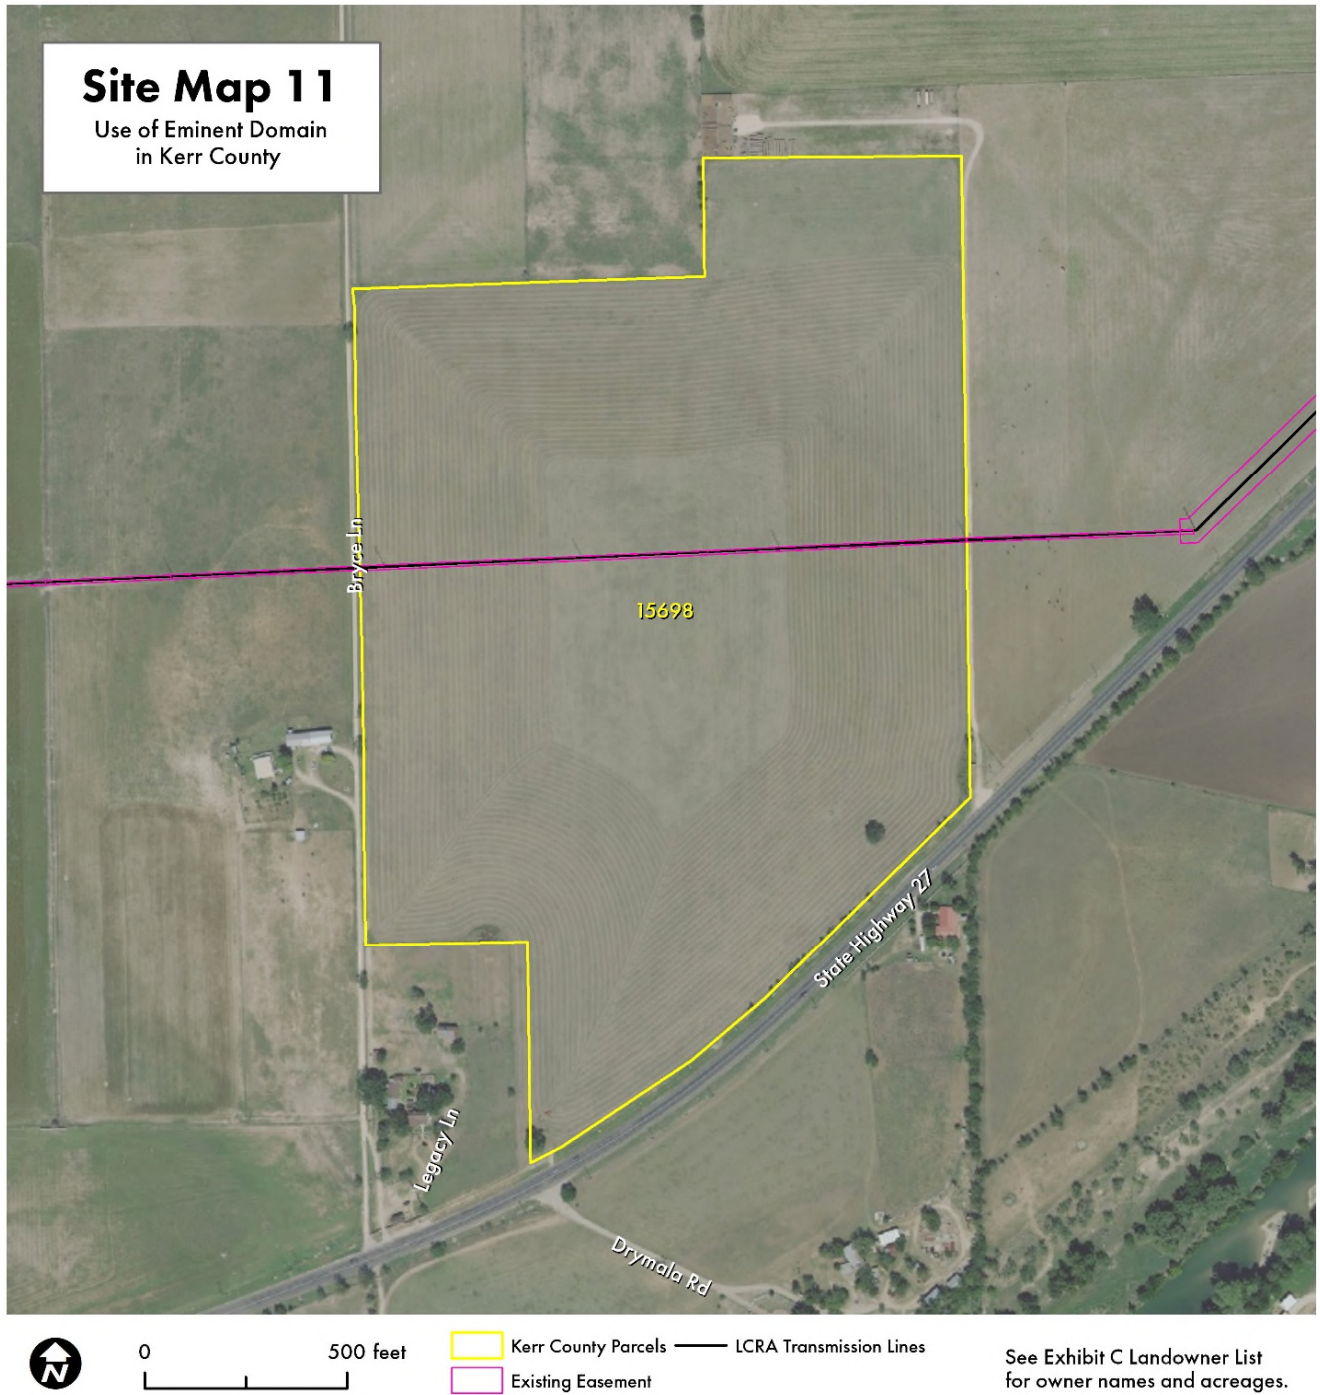 Site Map 11
Use of Eminent Domain
in Kerr County
Bryce Ln
15698
State Highway 27
Legacy Ln
Drymala Rd
N
0 500 feet
Kerr County Parcels
LCRA Transmission Lines
Existing Easement
See Exhibit C Landowner List
for owner names and acreages.